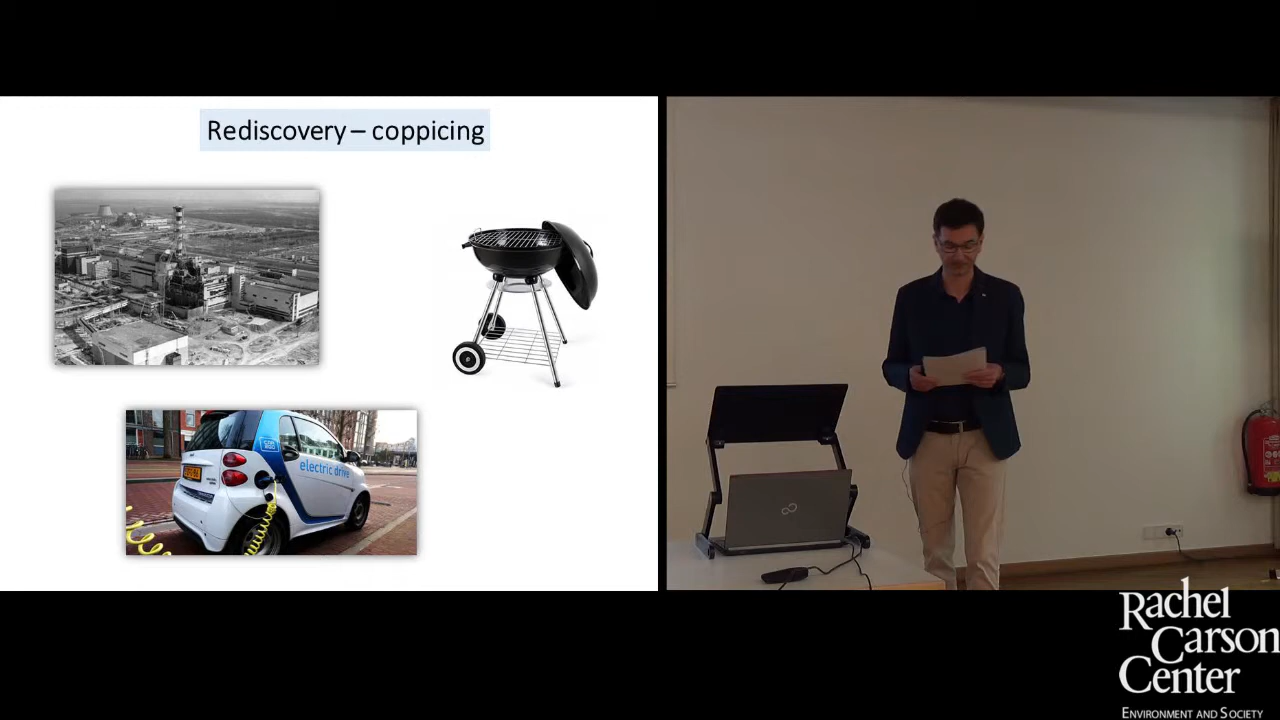 Rediscovery – coppicing
electric drive
Rachel
Carson
Center
Environment and Society